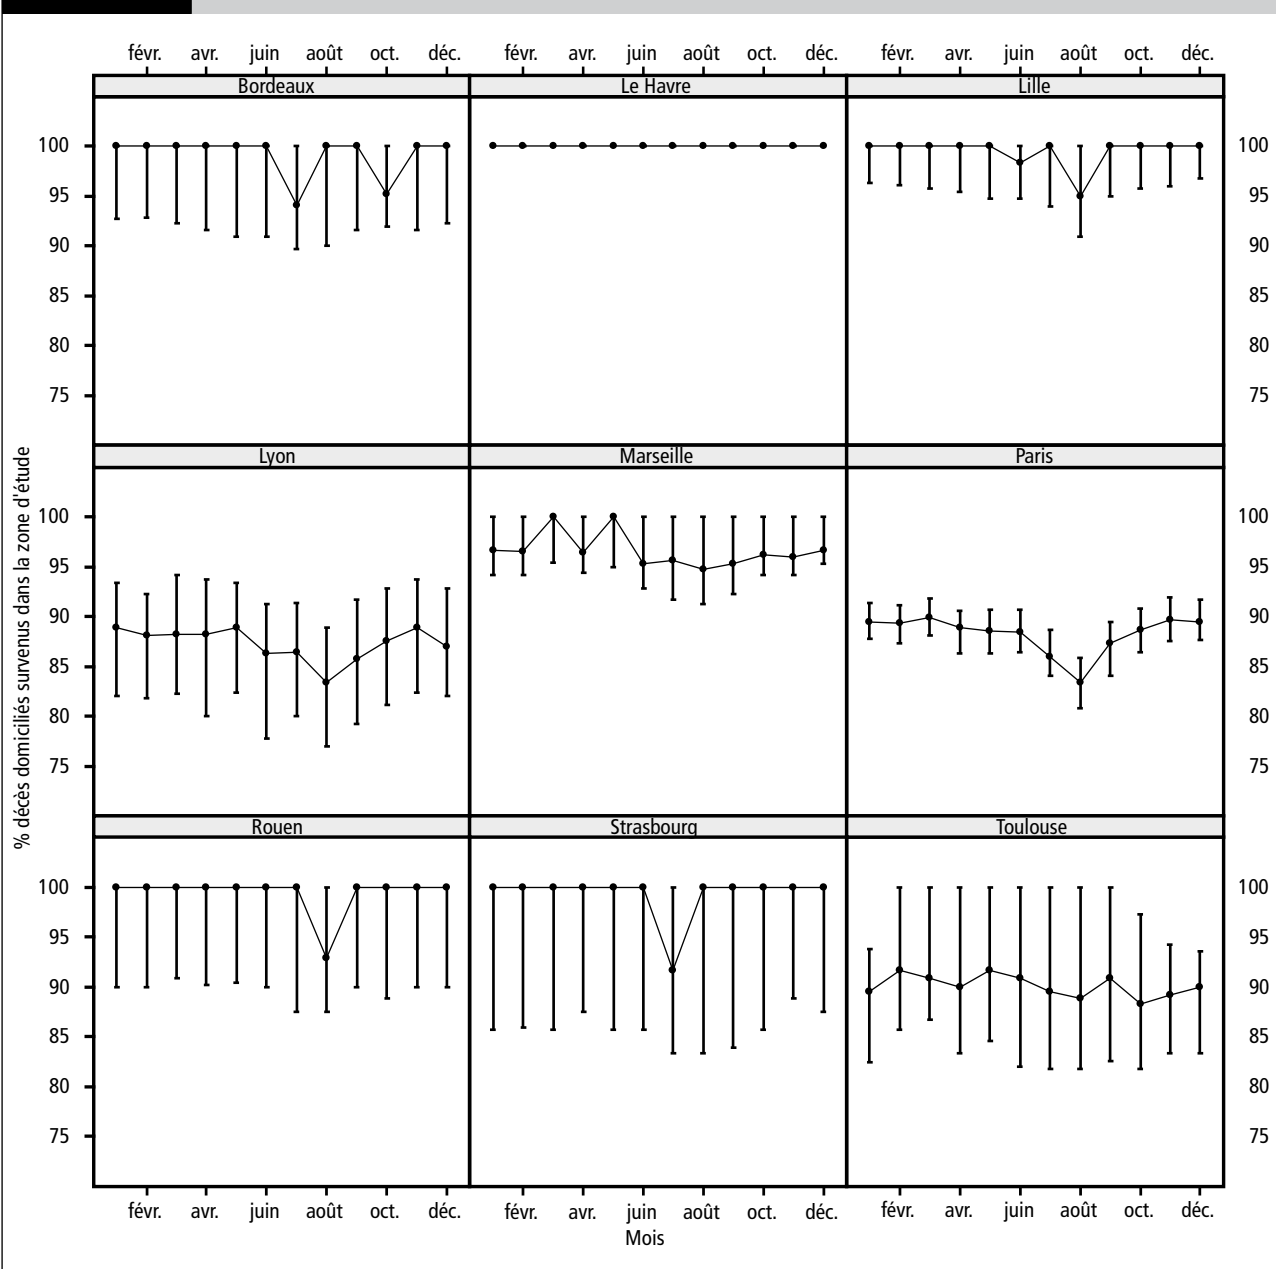 févr. avr. juin août oct. déc. févr. avr. juin août oct. déc. févr. avr. juin août oct. déc.
Bordeaux Le Havre Lille
100 100
95 95
90 90
85 85
80 80
75 75
% décès domiciliés survenus dans la zone d'étude
Lyon Marseille Paris
100 100
95 95
90 90
85 85
80 80
75 75
Rouen Strasbourg Toulouse
100 100
95 95
90 90
85 85
80 80
75 75
févr. avr. juin août oct. déc. févr. avr. juin août oct. déc. févr. avr. juin août oct. déc.
Mois